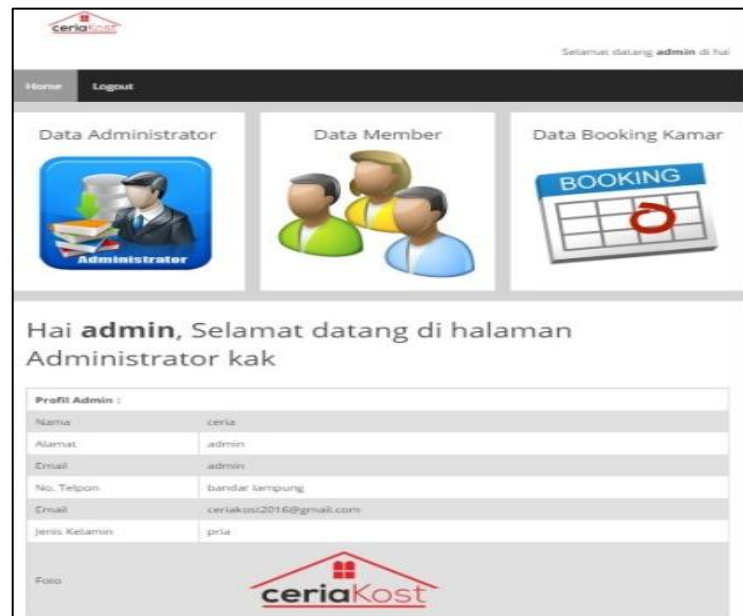 ceriaKost
Selamat datang admin di hal
Home Logout
Data Administrator
Administrator
Data Member
Data Booking Kamar
BOOKING
Hai admin, Selamat datang di halaman
Administrator kak
Profil Admin :
Nama ceria
Alamat admin
Email admin
No. Telpon bandar lampung
Email ceriakost2016@gmail.com
Jenis Kelamin pria
Foto
ceriaKost